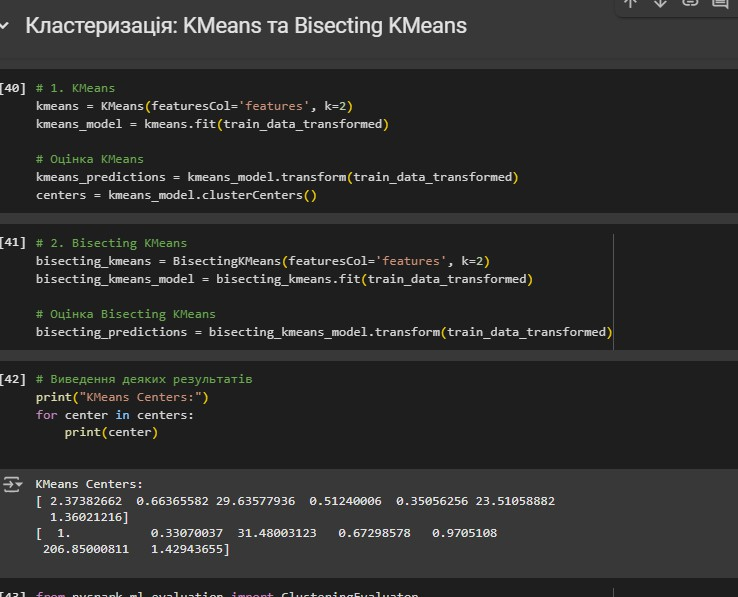 Кластеризація: KMeans та Bisecting KMeans
[40] # 1. KMeans
kmeans = KMeans(featuresCol='features', k=2)
kmeans_model = kmeans.fit(train_data_transformed)
# Оцінка KMeans
kmeans_predictions = kmeans_model.transform(train_data_transformed)
centers = kmeans_model.clusterCenters()
[41] # 2. Bisecting KMeans
bisecting_kmeans = BisectingKMeans(featuresCol='features', k=2)
bisecting_kmeans_model = bisecting_kmeans.fit(train_data_transformed)
# Оцінка Bisecting KMeans
bisecting_predictions = bisecting_kmeans_model.transform(train_data_transformed)
[42] # Виведення деяких результатів
print("KMeans Centers:")
for center in centers:
print(center)
KMeans Centers:
[ 2.37382662 0.66365582 29.63577936 0.51240006 0.35056256 23.51058882
1.36021216]
[ 1. 0.33070037 31.48003123 0.67298578 0.9705108
206.85000811 1.42943655]
[43] from pyspark.ml.evaluation import ClusteringEvaluator